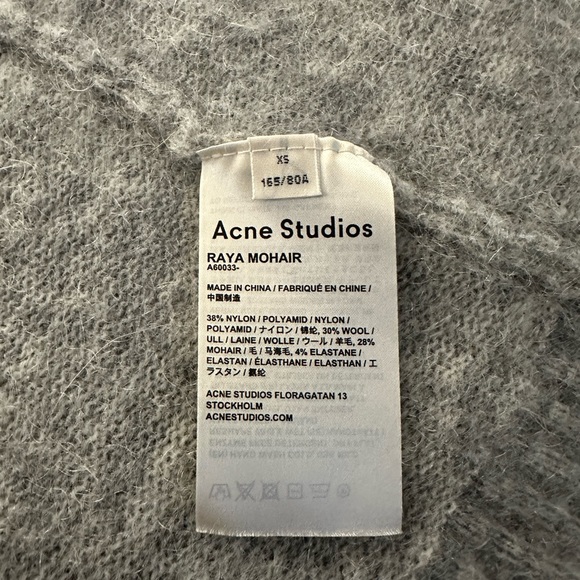 XS
165/80A
Acne Studios
RAYA MOHAIR
A60033-
MADE IN CHINA / FABRIQUÉ EN CHINE /
中国制造
38% NYLON / POLYAMID / NYLON /
POLYAMID / ナイロン / 锦纶, 30% WOOL /
ULL / LAINE / WOLLE / ウール / 羊毛, 28%
MOHAIR / 毛 / 马海毛, 4% ELASTANE /
ELASTAN / ÉLASTHANE / ELASTHAN / エ
ラスタン / 氨纶
ACNE STUDIOS FLORAGATAN 13
STOCKHOLM
ACNESTUDIOS.COM